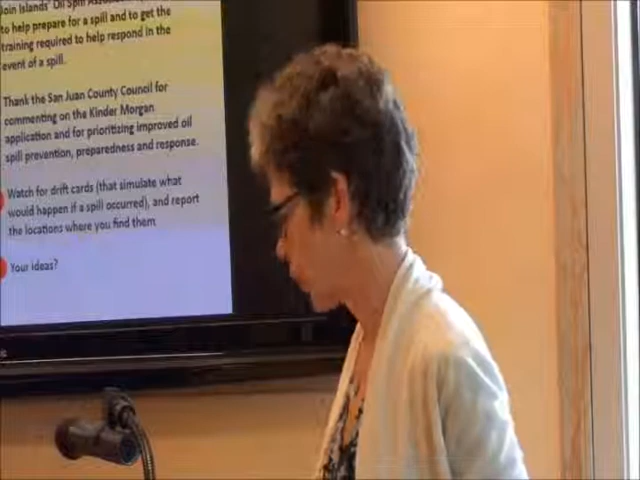 Join Islands' Oil Spill
to help prepare for a spill and to get the
training required to help respond in the
event of a spill.
Thank the San Juan County Council for
commenting on the Kinder Morgan
application and for prioritizing improved oil
spill prevention, preparedness and response.
Watch for drift cards (that simulate what
would happen if a spill occurred), and report
the locations where you find them.
Your ideas?